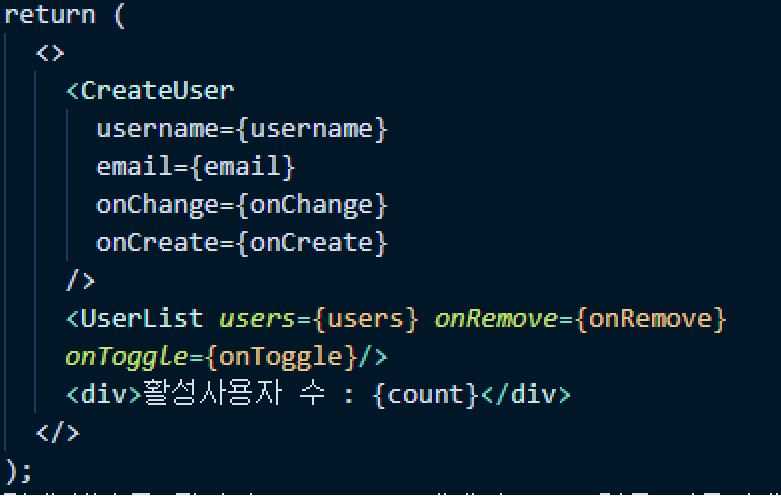 return (
<>
<CreateUser
username={username}
email={email}
onChange={onChange}
onCreate={onCreate}
/>
<UserList users={users} onRemove={onRemove}
onToggle={onToggle}/>
<div>활성사용자 수 : {count}</div>
</>
);